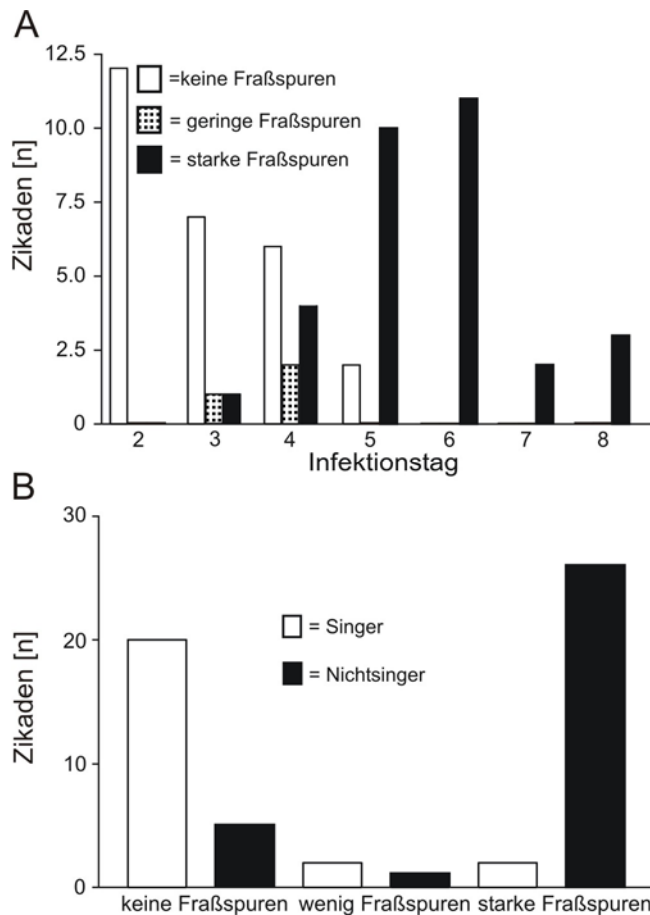 A
Zikaden [n]
12.5
10.0
7.5
5.0
2.5
0
=keine Fraßspuren
= geringe Fraßspuren
= starke Fraßspuren
2 3 4 5 6 7 8
Infektionstag
B
Zikaden [n]
30
20
10
0
= Singer
= Nichtsinger
keine Fraßspuren wenig Fraßspuren starke Fraßspuren